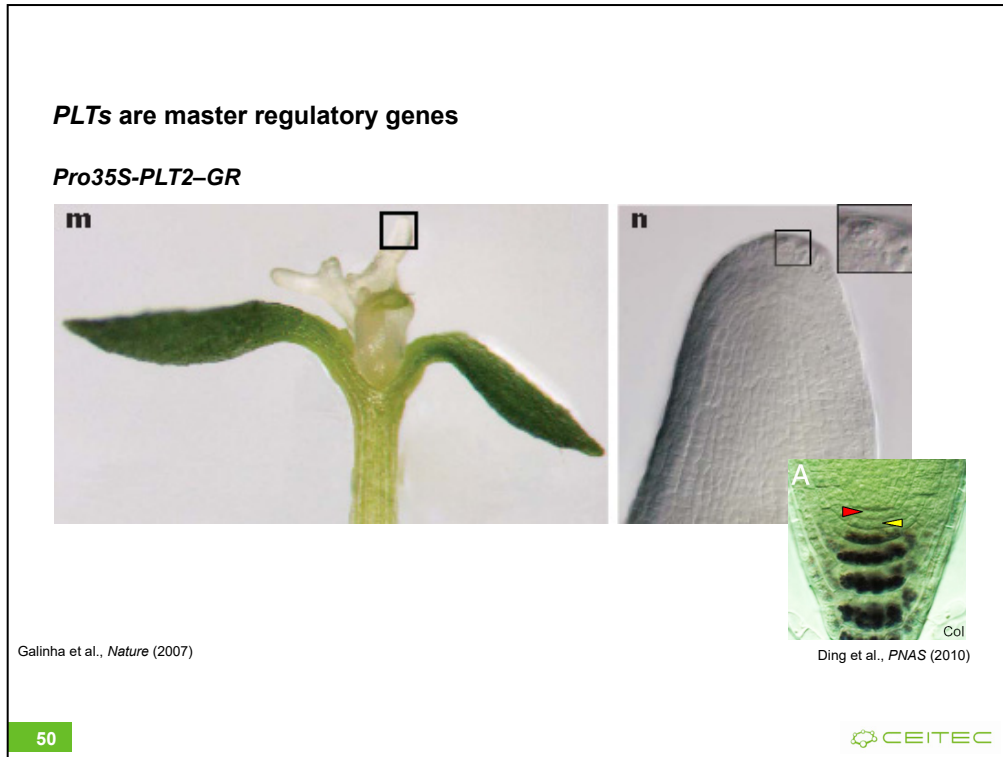 PLTs are master regulatory genes
Pro35S-PLT2–GR
m
n
A
Col
Galinha et al., Nature (2007)
Ding et al., PNAS (2010)
50
CEITEC